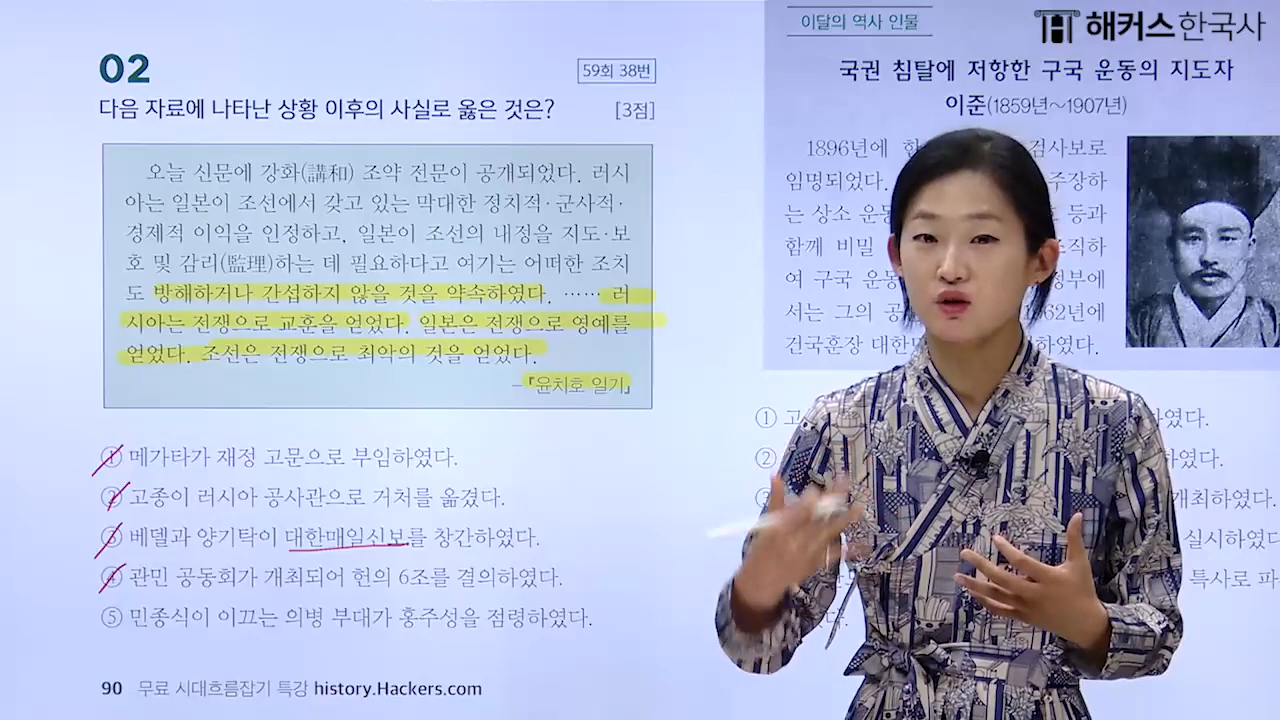 이달의 역사 인물
해커스한국사
02
59회 38번
다음 자료에 나타난 상황 이후의 사실로 옳은 것은?
[3점]
오늘 신문에 강화(講和) 조약 전문이 공개되었다. 러시
아는 일본이 조선에서 갖고 있는 막대한 정치적·군사적·
경제적 이익을 인정하고, 일본이 조선의 내정을 지도·보
호 및 감리(監理)하는 데 필요하다고 여기는 어떠한 조치
도 방해하거나 간섭하지 않을 것을 약속하였다. …… 러
시아는 전쟁으로 교훈을 얻었다. 일본은 전쟁으로 영예를
얻었다. 조선은 전쟁으로 최악의 것을 얻었다.
-『윤치호 일기』
① 메가타가 재정 고문으로 부임하였다.
② 고종이 러시아 공사관으로 거처를 옮겼다.
③ 베델과 양기탁이 대한매일신보를 창간하였다.
④ 관민 공동회가 개최되어 헌의 6조를 결의하였다.
⑤ 민종식이 이끄는 의병 부대가 홍주성을 점령하였다.
90 무료 시대흐름잡기 특강 history.Hackers.com
국권 침탈에 저항한 구국 운동의 지도자
이준(1859년~1907년)
1896년에 검사보로
임명되었다. 주장하
는 상소 등과
함께 비밀
여 구국
서는 그의
건국훈장 하였다.
① 하였다.
② 하였다.
③ 개최하였다.
실시하였다
특사로 파